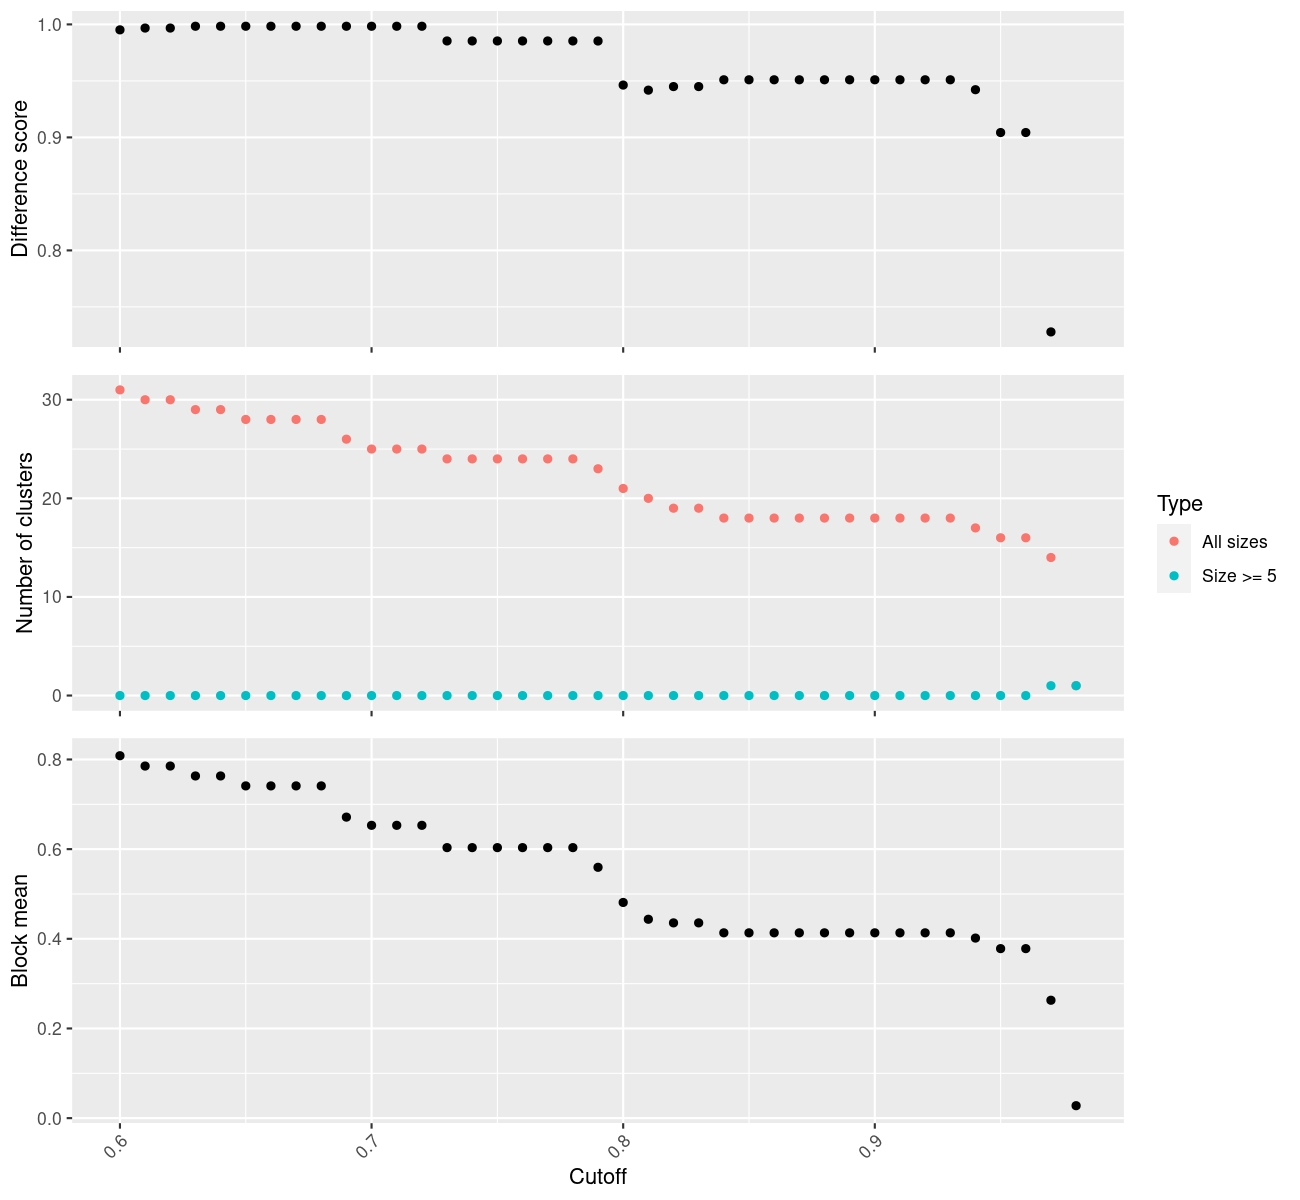 1.0
0.9
0.8
Difference score
30
20
10
0
Number of clusters
Type
All sizes
Size >= 5
0.8
0.6
0.4
0.2
0.0
Block mean
0.6 0.7 0.8 0.9
Cutoff